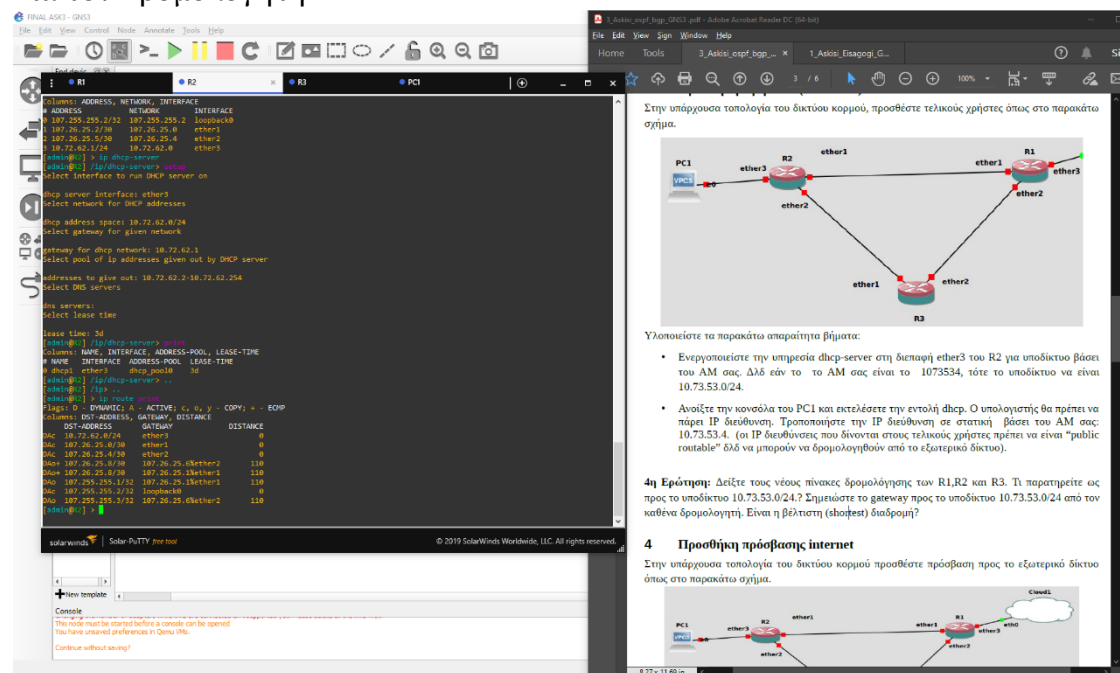 FINAL ASK3 - GNS3
File Edit View Control Node Annotate Tools Help
R1
R2
R3
PC1
Columns: ADDRESS, NETWORK, INTERFACE
# ADDRESS NETWORK INTERFACE
0 107.255.255.2/32 107.255.255.2 loopback0
1 107.26.25.2/30 107.26.25.0 ether1
2 107.26.25.5/30 107.26.25.4 ether2
3 10.72.62.1/24 10.72.62.0 ether3
[admin@R2] > ip dhcp-server
[admin@R2] /ip/dhcp-server> setup
Select interface to run DHCP server on
dhcp server interface: ether3
Select network for DHCP addresses
dhcp address space: 10.72.62.0/24
Select gateway for given network
gateway for dhcp network: 10.72.62.1
Select pool of ip addresses given out by DHCP server
addresses to give out: 10.72.62.2-10.72.62.254
Select DNS servers
dns servers:
Select lease time
lease time: 3d
[admin@R2] /ip/dhcp-server> print
Columns: NAME, INTERFACE, ADDRESS-POOL, LEASE-TIME
# NAME INTERFACE ADDRESS-POOL LEASE-TIME
0 dhcp1 ether3 dhcp_pool0 3d
[admin@R2] /ip/dhcp-server> ..
[admin@R2] /ip> ..
[admin@R2] > ip route print
Flags: D - DYNAMIC; A - ACTIVE; c, o, y - COPY; + - ECMP
Columns: DST-ADDRESS, GATEWAY, DISTANCE
DST-ADDRESS GATEWAY DISTANCE
DAc 10.72.62.0/24 ether3 0
DAc 107.26.25.0/30 ether1 0
DAc 107.26.25.4/30 ether2 0
DAo+ 107.26.25.8/30 107.26.25.6%ether2 110
DAo+ 107.26.25.8/30 107.26.25.1%ether1 110
DAo 107.255.255.1/32 107.26.25.1%ether1 110
DAc 107.255.255.2/32 loopback0 0
DAo 107.255.255.3/32 107.26.25.6%ether2 110
[admin@R2] >
solarwinds Solar-PuTTY free tool
© 2019 SolarWinds Worldwide, LLC. All rights reserved.
New template
Console
This node must be started before a console can be opened
You have unsaved preferences in Qemu VMs.
Continue without saving?
3_Askisi_ospf_bgp_GNS3.pdf - Adobe Acrobat Reader DC (64-bit)
File Edit View Sign Window Help
Home Tools 3_Askisi_ospf_bgp_... × 1_Askisi_Eisagogi_G...
3 / 6 100%
Στην υπάρχουσα τοπολογία του δικτύου κορμού, προσθέστε τελικούς χρήστες όπως στο παρακάτω
σχήμα.
PC1
VPCS
e0
ether3
R2
ether1
ether2
ether1
R1
ether3
ether2
ether1
ether2
R3
Υλοποιείστε τα παρακάτω απαραίτητα βήματα:
• Ενεργοποιείστε την υπηρεσία dhcp-server στη διεπαφή ether3 του R2 για υποδίκτυο βάσει
του ΑΜ σας. Δλδ εάν το το ΑΜ σας είναι το 1073534, τότε το υποδίκτυο να είναι
10.73.53.0/24.
• Ανοίξτε την κονσόλα του PC1 και εκτελέσετε την εντολή dhcp. Ο υπολογιστής θα πρέπει να
πάρει IP διεύθυνση. Τροποποιήστε την IP διεύθυνση σε στατική βάσει του ΑΜ σας:
10.73.53.4. (οι IP διευθύνσεις που δίνονται στους τελικούς χρήστες πρέπει να είναι “public
routable” δλδ να μπορούν να δρομολογηθούν από το εξωτερικό δίκτυο).
4η Ερώτηση: Δείξτε τους νέους πίνακες δρομολόγησης των R1,R2 και R3. Τι παρατηρείτε ως
προς το υποδίκτυο 10.73.53.0/24.? Σημειώστε το gateway προς το υποδίκτυο 10.73.53.0/24 από τον
καθένα δρομολογητή. Είναι η βέλτιστη (shortest) διαδρομή?
4 Προσθήκη πρόσβασης internet
Στην υπάρχουσα τοπολογία του δικτύου κορμού προσθέστε πρόσβαση προς το εξωτερικό δίκτυο
όπως στο παρακάτω σχήμα.
Cloud1
PC1
VPCS
e0
ether3
R2
ether1
ether2
ether1
R1
ether3
eth0
ether2
8,27 x 11,69 in